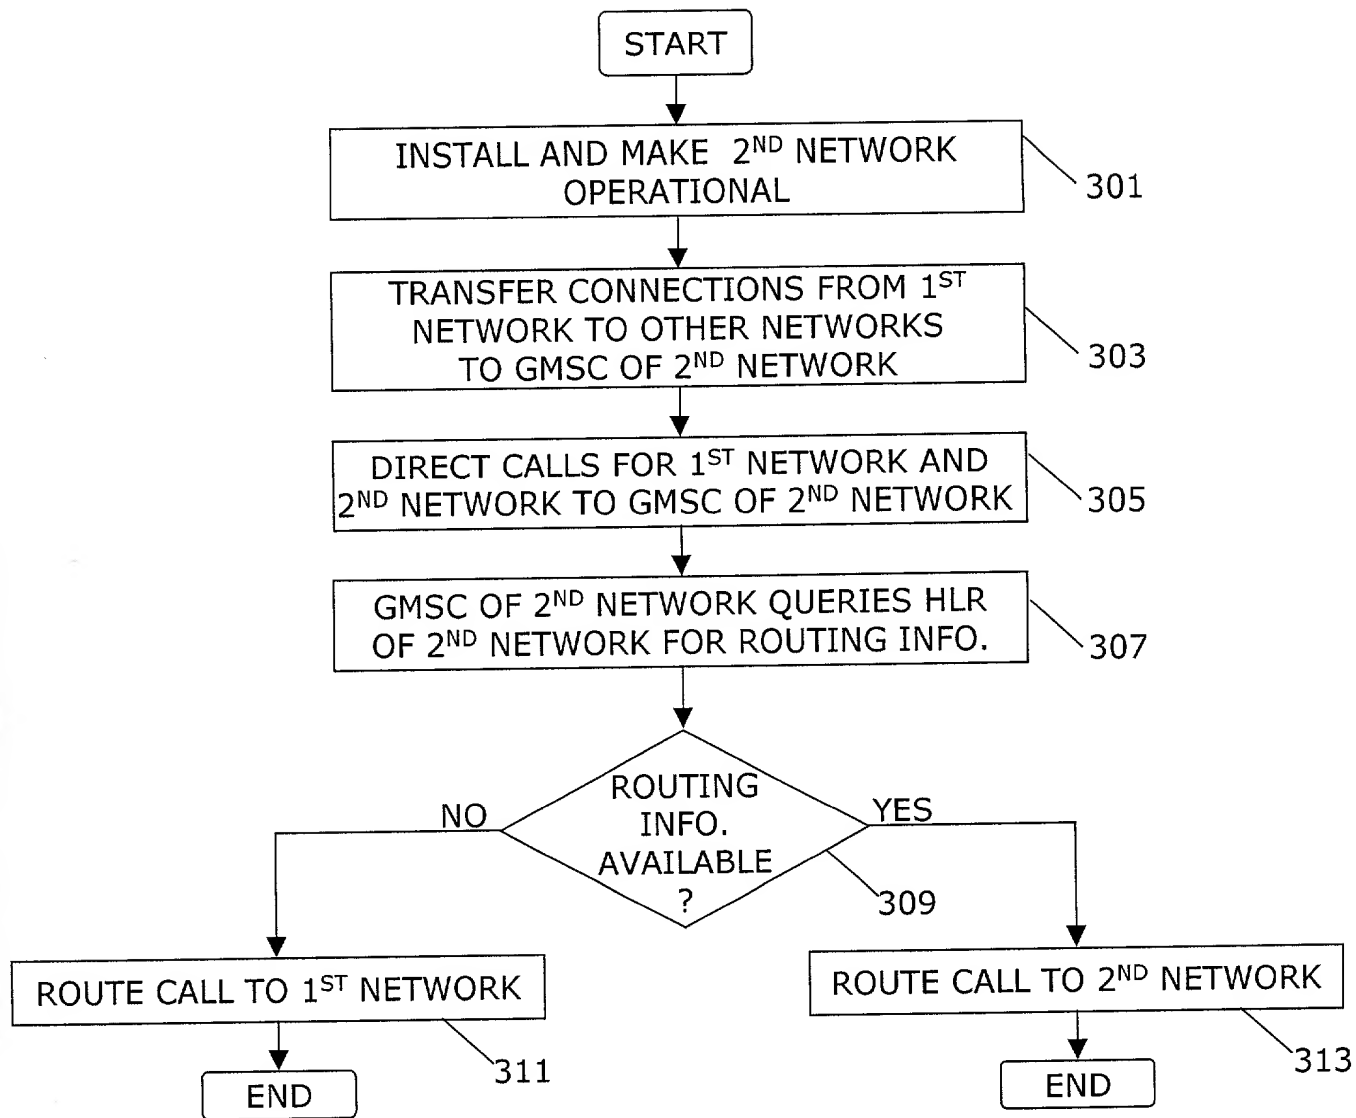 START
INSTALL AND MAKE 2ND NETWORK
OPERATIONAL
301
TRANSFER CONNECTIONS FROM 1ST
NETWORK TO OTHER NETWORKS
TO GMSC OF 2ND NETWORK
303
DIRECT CALLS FOR 1ST NETWORK AND
2ND NETWORK TO GMSC OF 2ND NETWORK
305
GMSC OF 2ND NETWORK QUERIES HLR
OF 2ND NETWORK FOR ROUTING INFO.
307
ROUTING
INFO.
AVAILABLE
?
NO
YES
309
ROUTE CALL TO 1ST NETWORK
311
ROUTE CALL TO 2ND NETWORK
313
END
END